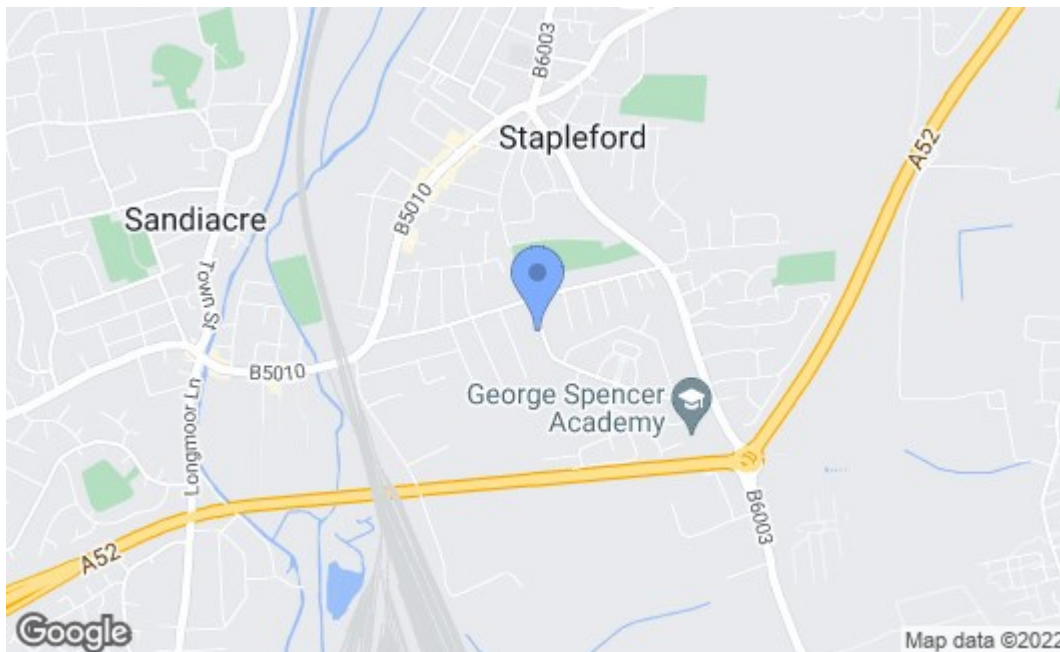 B6003
Stapleford
A52
B5010
Sandiacre
Town St
B5010
Longmoor Ln
George Spencer
Academy
B6003
A52
Google
Map data ©2022